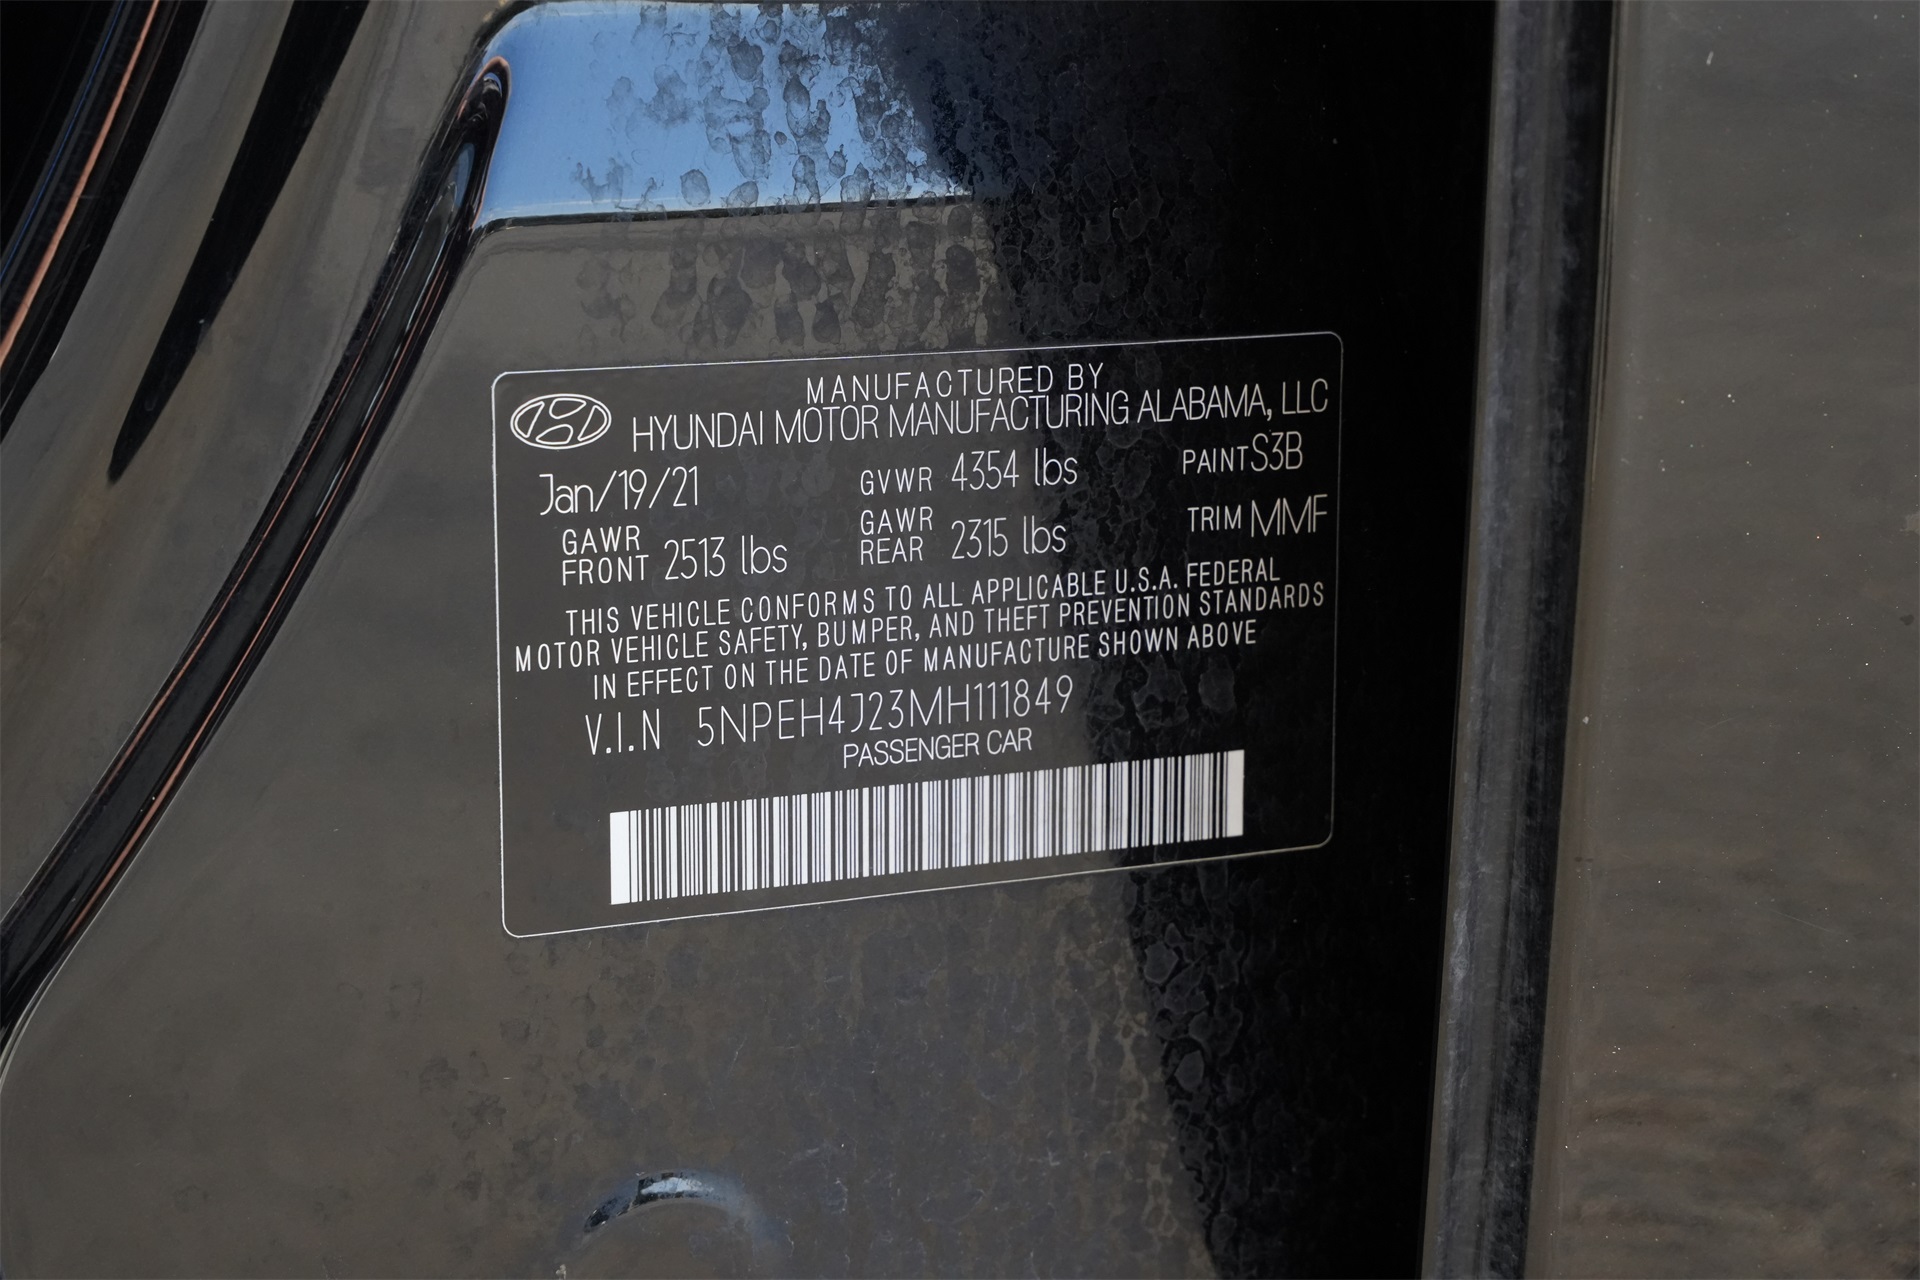 MANUFACTURED BY
HYUNDAI MOTOR MANUFACTURING ALABAMA, LLC
Jan/19/21 GVWR 4354 lbs PAINT S3B
GAWR FRONT 2513 lbs GAWR REAR 2315 lbs TRIM MMF
THIS VEHICLE CONFORMS TO ALL APPLICABLE U.S.A. FEDERAL
MOTOR VEHICLE SAFETY, BUMPER, AND THEFT PREVENTION STANDARDS
IN EFFECT ON THE DATE OF MANUFACTURE SHOWN ABOVE
V.I.N 5NPEH4J23MH111849
PASSENGER CAR